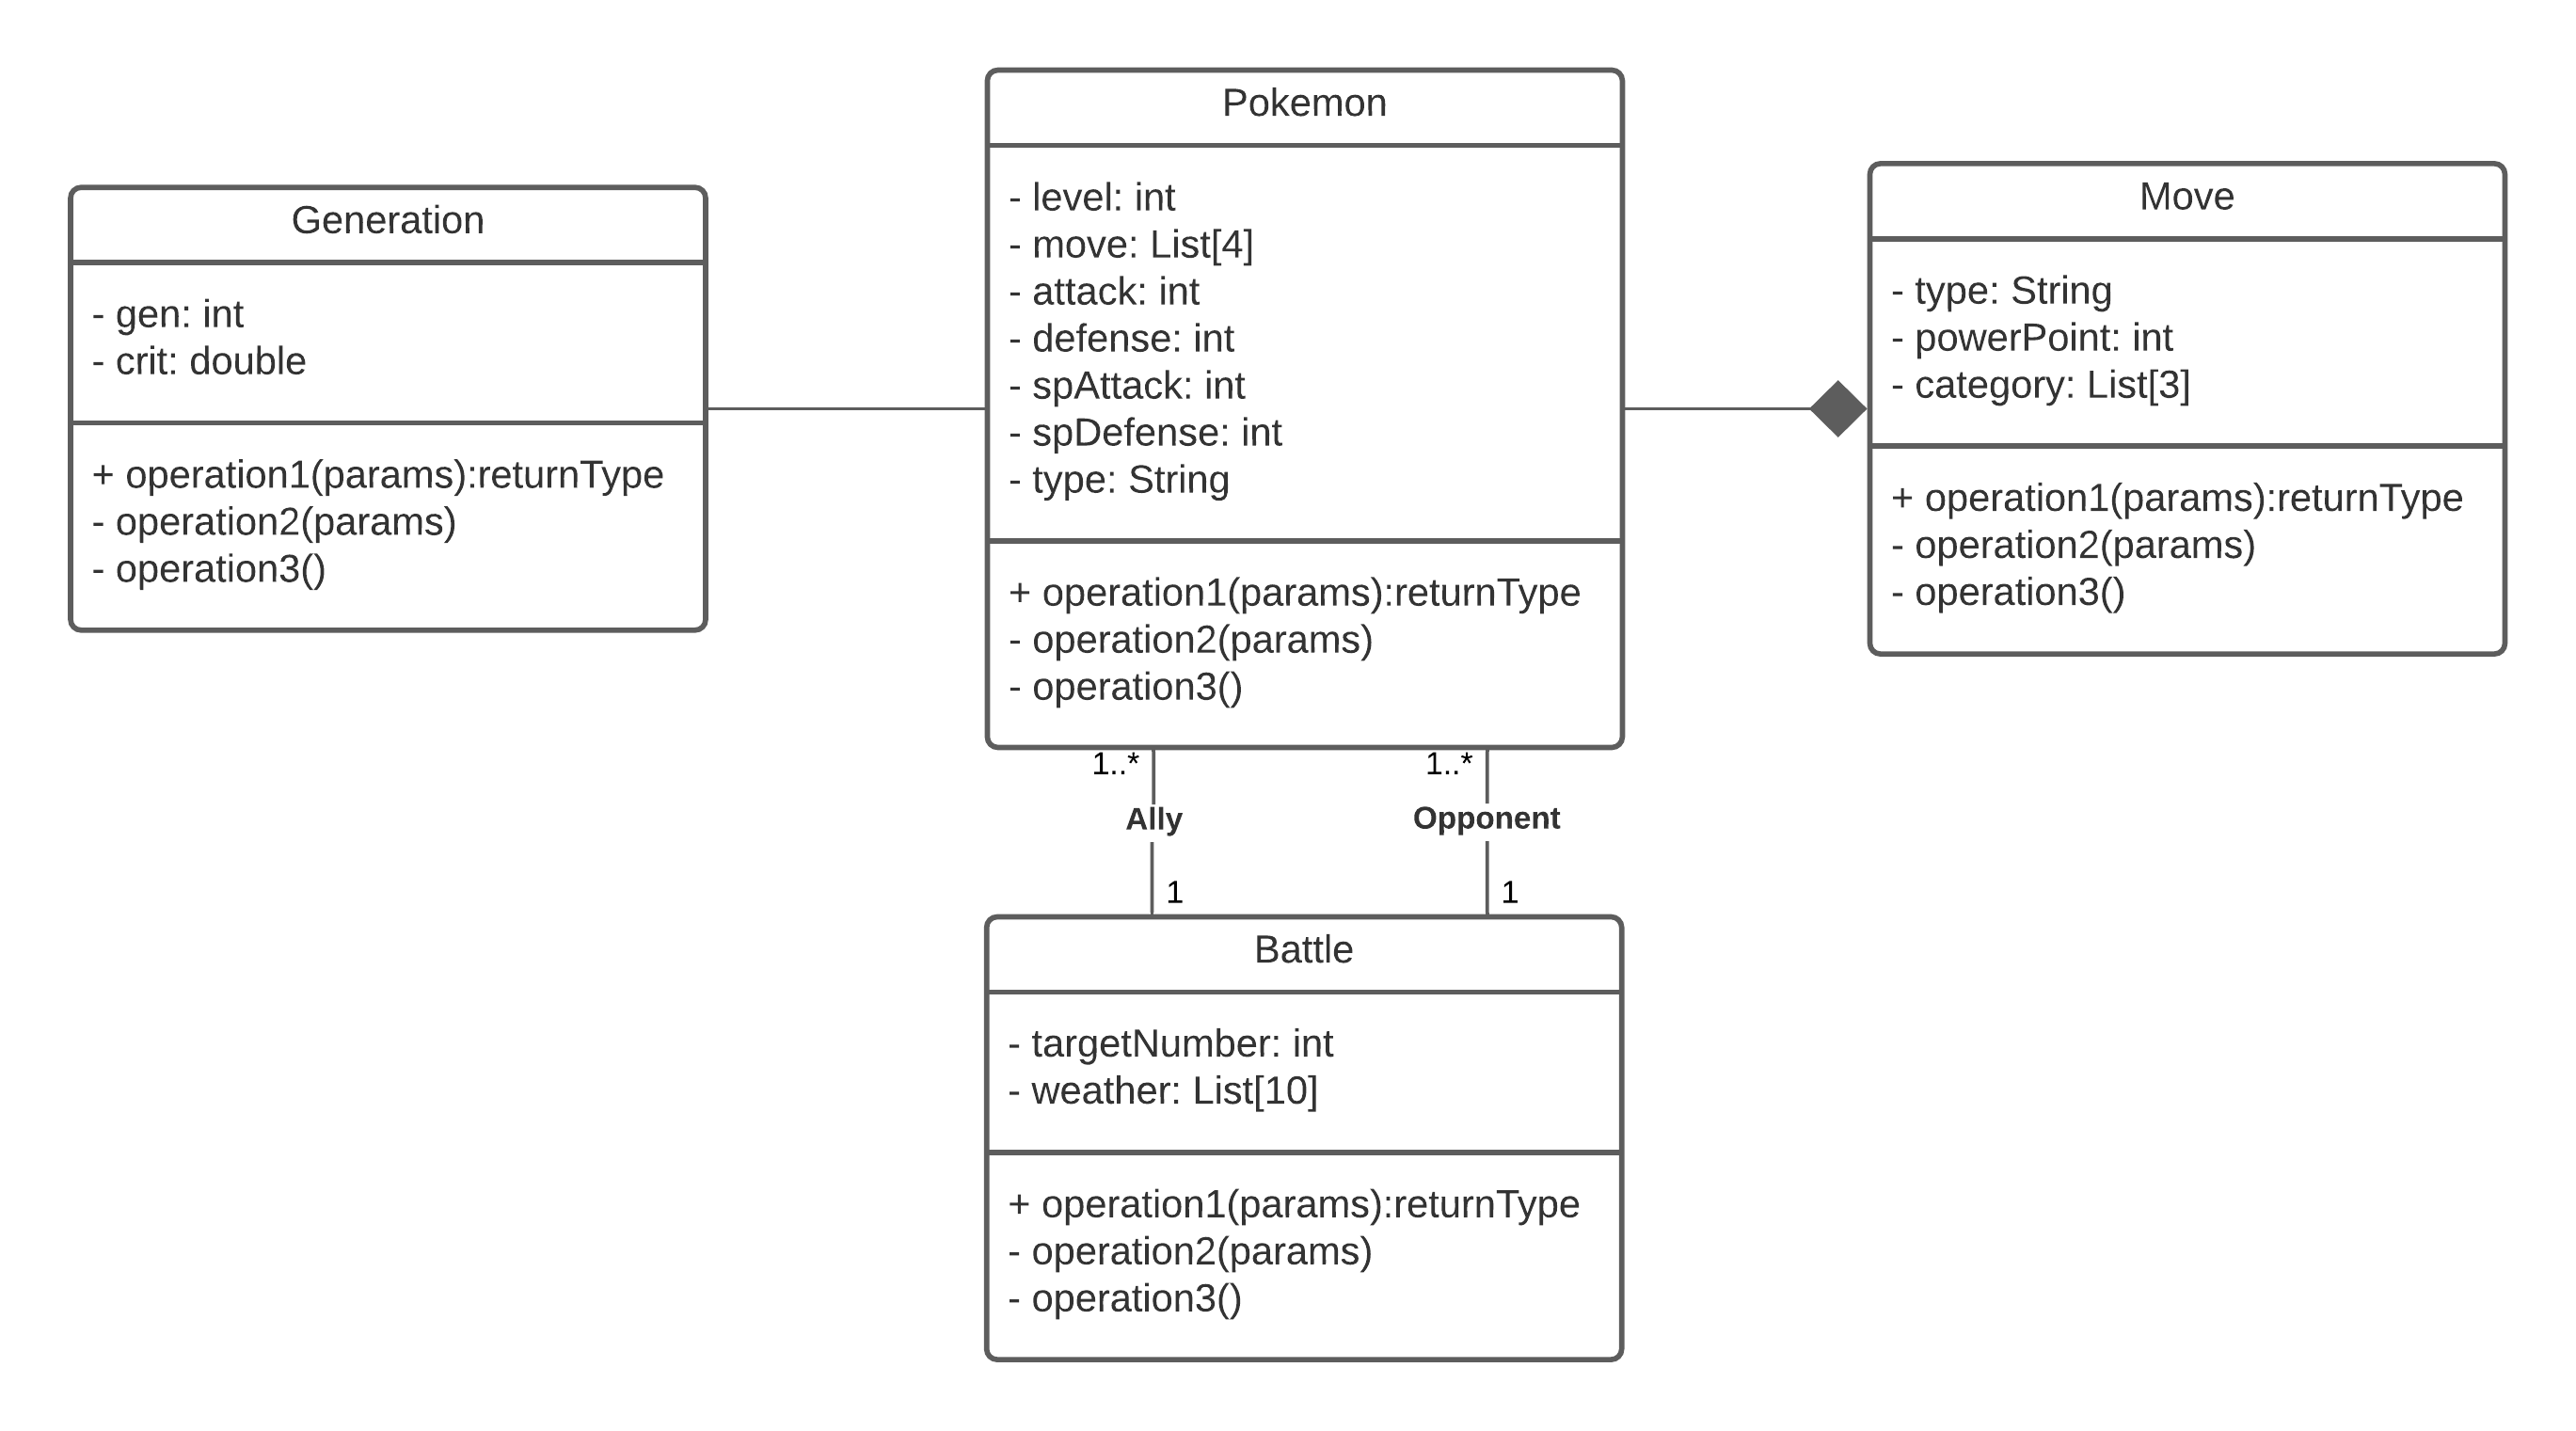 Generation
- gen: int
- crit: double
+ operation1(params):returnType
- operation2(params)
- operation3()
Pokemon
- level: int
- move: List[4]
- attack: int
- defense: int
- spAttack: int
- spDefense: int
- type: String
+ operation1(params):returnType
- operation2(params)
- operation3()
Move
- type: String
- powerPoint: int
- category: List[3]
+ operation1(params):returnType
- operation2(params)
- operation3()
1..*
Ally
1
1..*
Opponent
1
Battle
- targetNumber: int
- weather: List[10]
+ operation1(params):returnType
- operation2(params)
- operation3()